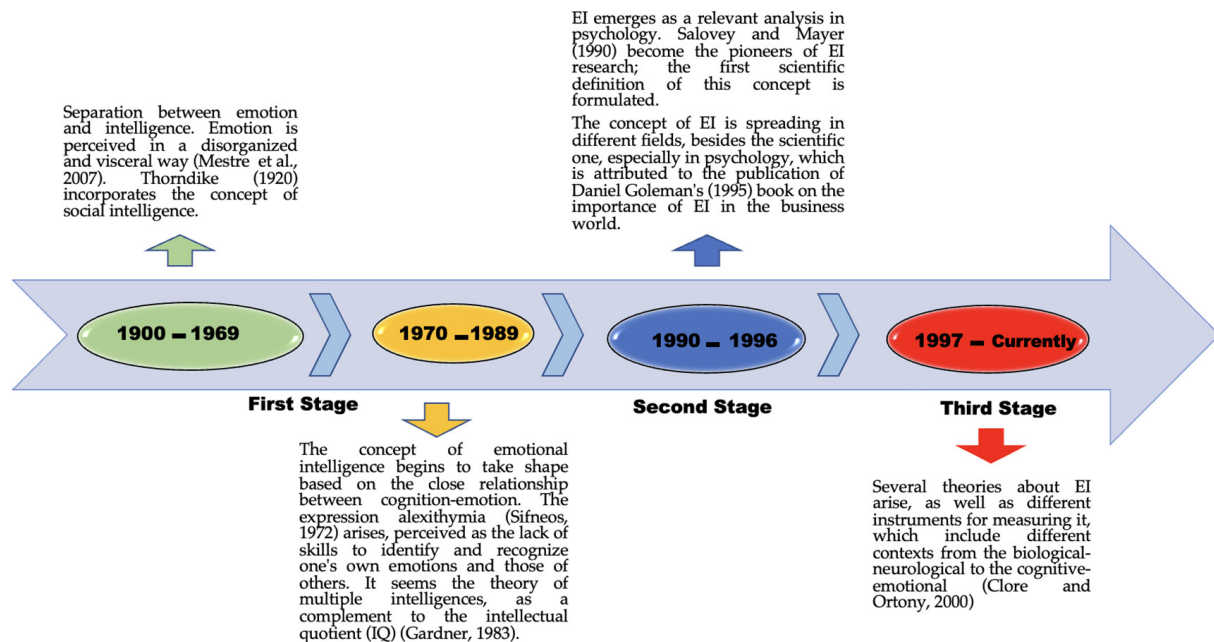 EI emerges as a relevant analysis in
psychology. Salovey and Mayer
(1990) become the pioneers of EI
research; the first scientific
definition of this concept is
formulated.
The concept of EI is spreading in
different fields, besides the scientific
one, especially in psychology, which
is attributed to the publication of
Daniel Goleman's (1995) book on the
importance of EI in the business
world.
Separation between emotion
and intelligence. Emotion is
perceived in a disorganized
and visceral way (Mestre et al.,
2007). Thorndike (1920)
incorporates the concept of
social intelligence.
1900 – 1969
1970 – 1989
1990 – 1996
1997 – Currently
First Stage
Second Stage
Third Stage
The concept of emotional
intelligence begins to take shape
based on the close relationship
between cognition-emotion. The
expression alexithymia (Sifneos,
1972) arises, perceived as the lack of
skills to identify and recognize
one's own emotions and those of
others. It seems the theory of
multiple intelligences, as a
complement to the intellectual
quotient (IQ) (Gardner, 1983).
Several theories about EI
arise, as well as different
instruments for measuring it,
which include different
contexts from the biological-
neurological to the cognitive-
emotional (Clore and
Ortony, 2000)